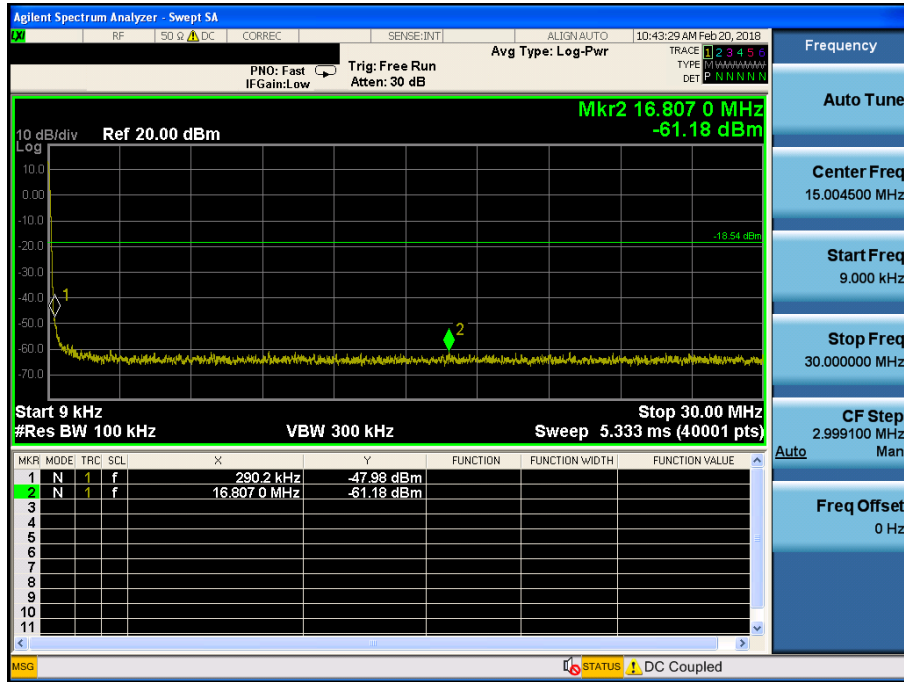 Agilent Spectrum Analyzer - Swept SA
LXI RF 50 Ω DC CORREC SENSE:INT ALIGN AUTO 10:43:29 AM Feb 20, 2018
Avg Type: Log-Pwr
TRACE 1 2 3 4 5 6
TYPE M
DET P N N N N N
PNO: Fast
IFGain:Low
Trig: Free Run
Atten: 30 dB
Mkr2 16.807 0 MHz
-61.18 dBm
10 dB/div Ref 20.00 dBm
Log
10.0
0.00
-10.0
-20.0
-30.0
-40.0
-50.0
-60.0
-70.0
-18.54 dBm
1
2
Start 9 kHz Stop 30.00 MHz
#Res BW 100 kHz VBW 300 kHz Sweep 5.333 ms (40001 pts)
MKR MODE TRC SCL X Y FUNCTION FUNCTION WIDTH FUNCTION VALUE
1 N 1 f 290.2 kHz -47.98 dBm
2 N 1 f 16.807 0 MHz -61.18 dBm
3
4
5
6
7
8
9
10
11
MSG STATUS DC Coupled
Frequency
Auto Tune
Center Freq
15.004500 MHz
Start Freq
9.000 kHz
Stop Freq
30.000000 MHz
CF Step
2.999100 MHz
Auto Man
Freq Offset
0 Hz